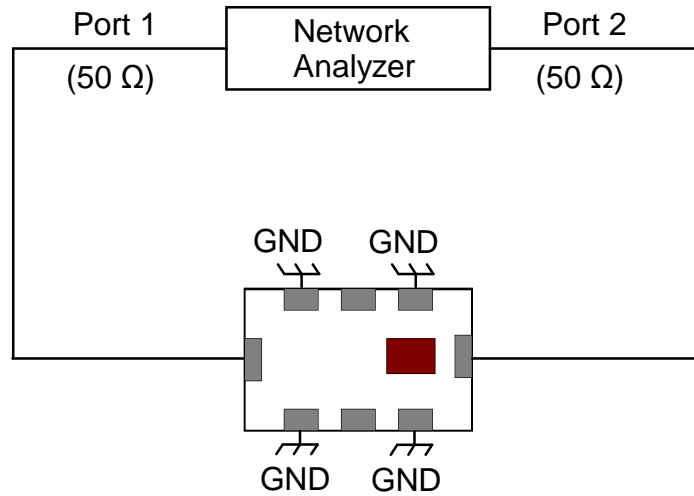 Port 1
Network
Analyzer
Port 2
(50 Ω)
(50 Ω)
GND
GND
GND
GND